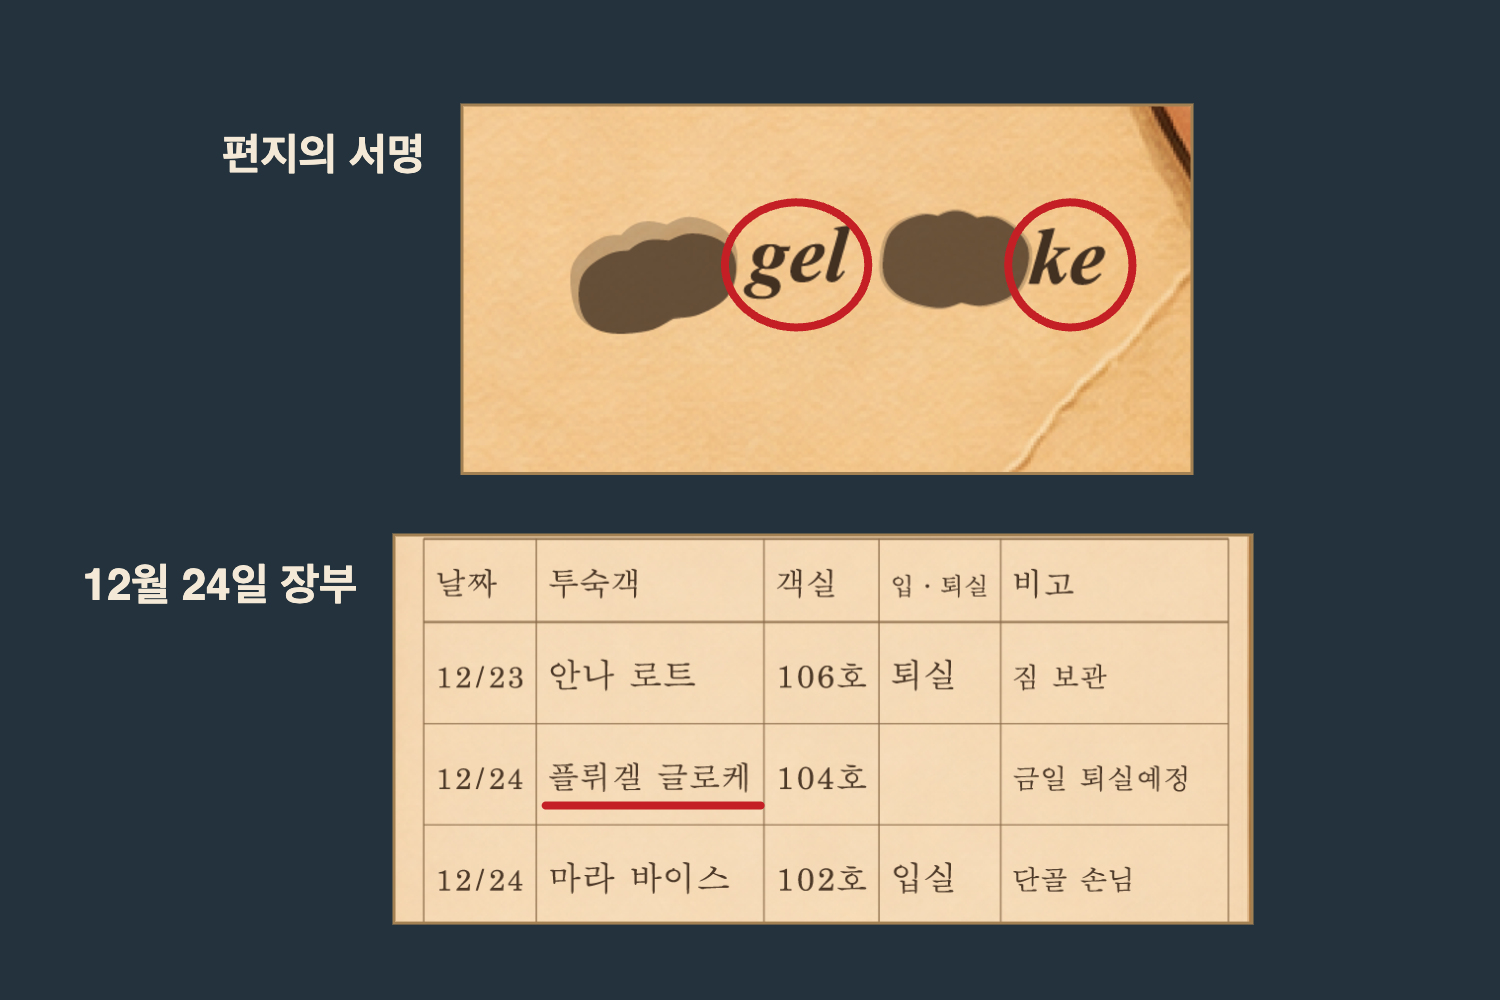 편지의 서명
gel ke
12월 24일 장부
날짜 투숙객 객실 입·퇴실 비고
12/23 안나 로트 106호 퇴실 짐 보관
12/24 플뤼겔 글로케 104호 금일 퇴실예정
12/24 마라 바이스 102호 입실 단골 손님